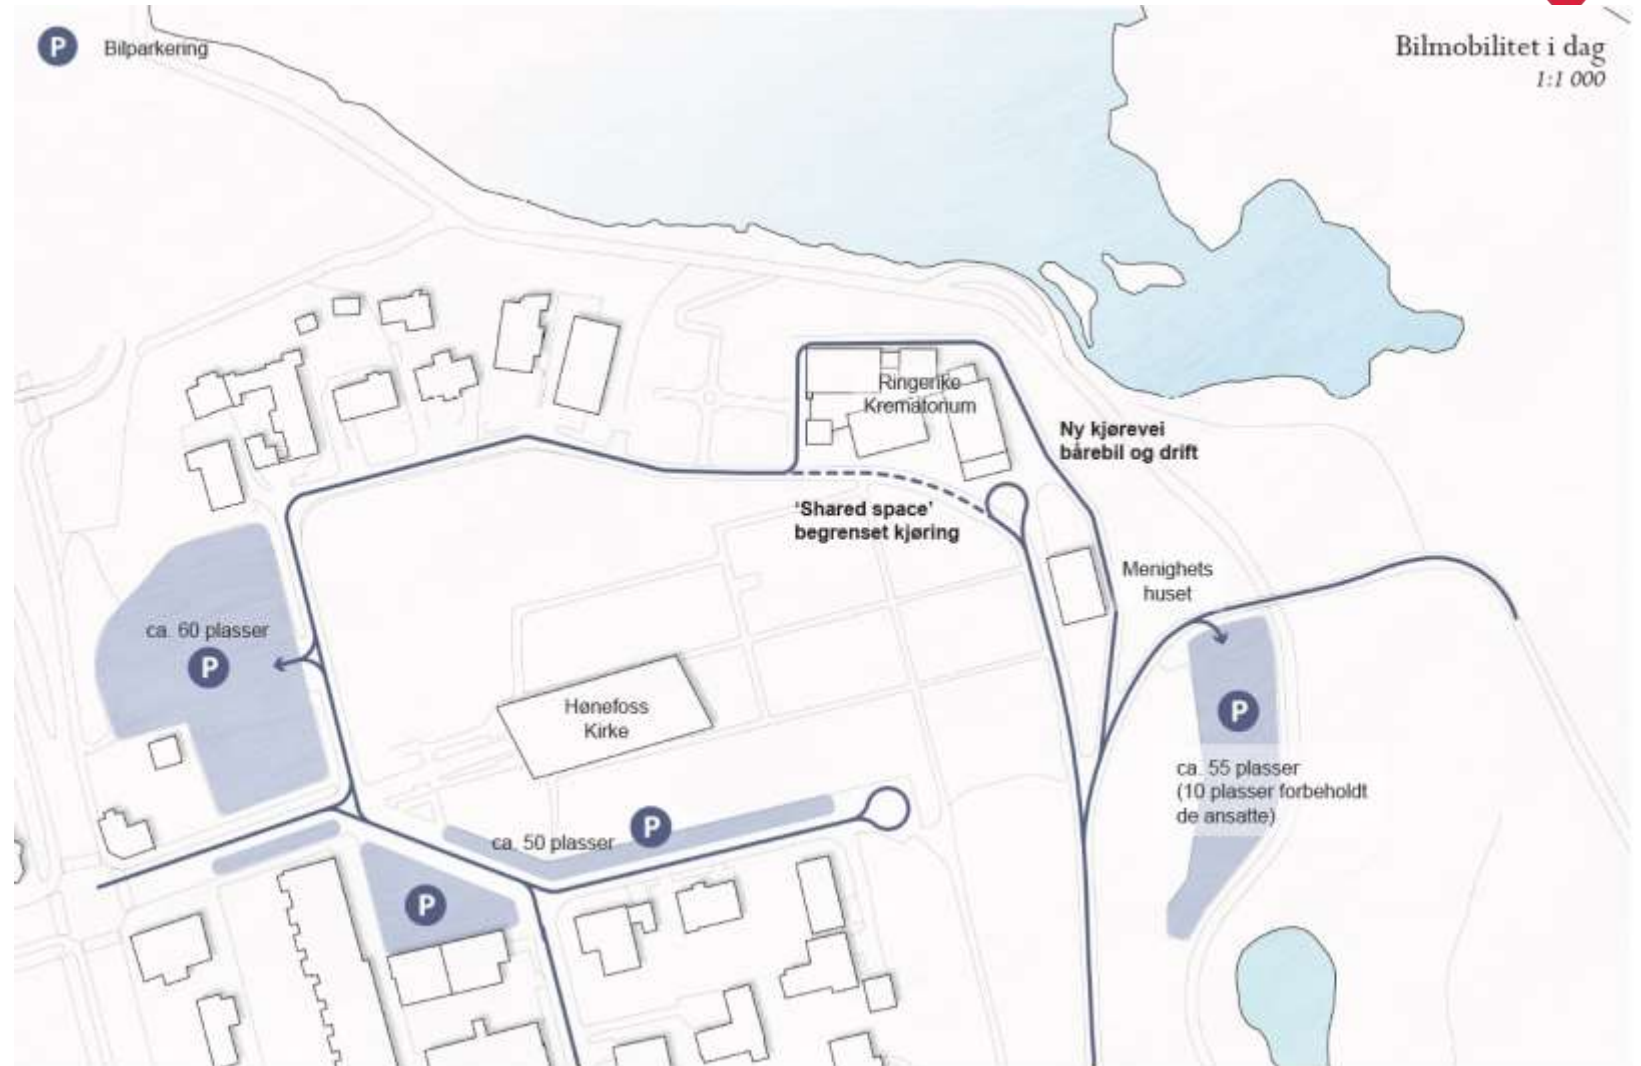 P Bilparkering
Bilmobilitet i dag
1:1 000
Ringerike
Krematorium
Ny kjørevei
bårebil og drift
'Shared space'
begrenset kjøring
Menighets
huset
ca. 60 plasser
P
Hønefoss
Kirke
P
ca. 55 plasser
(10 plasser forbeholdt
de ansatte)
ca. 50 plasser P
P